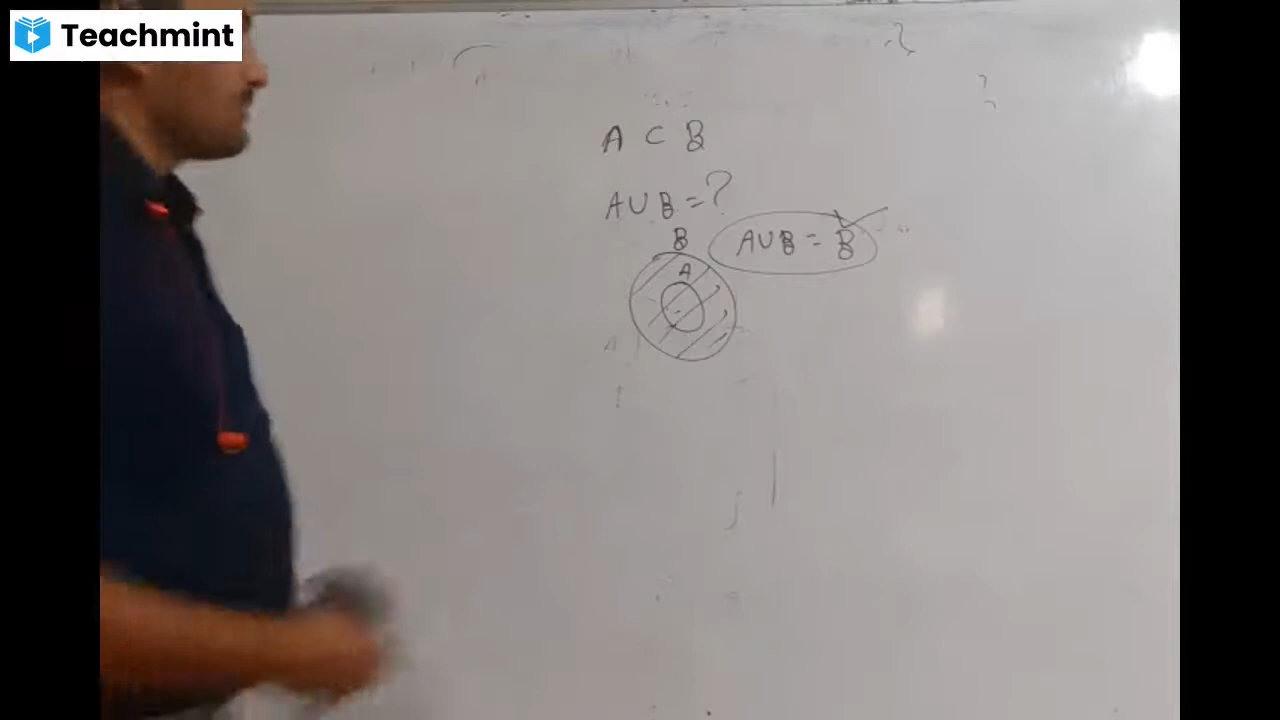 Teachmint
A ⊂ B
A∪B=?
B
A∪B = B
A